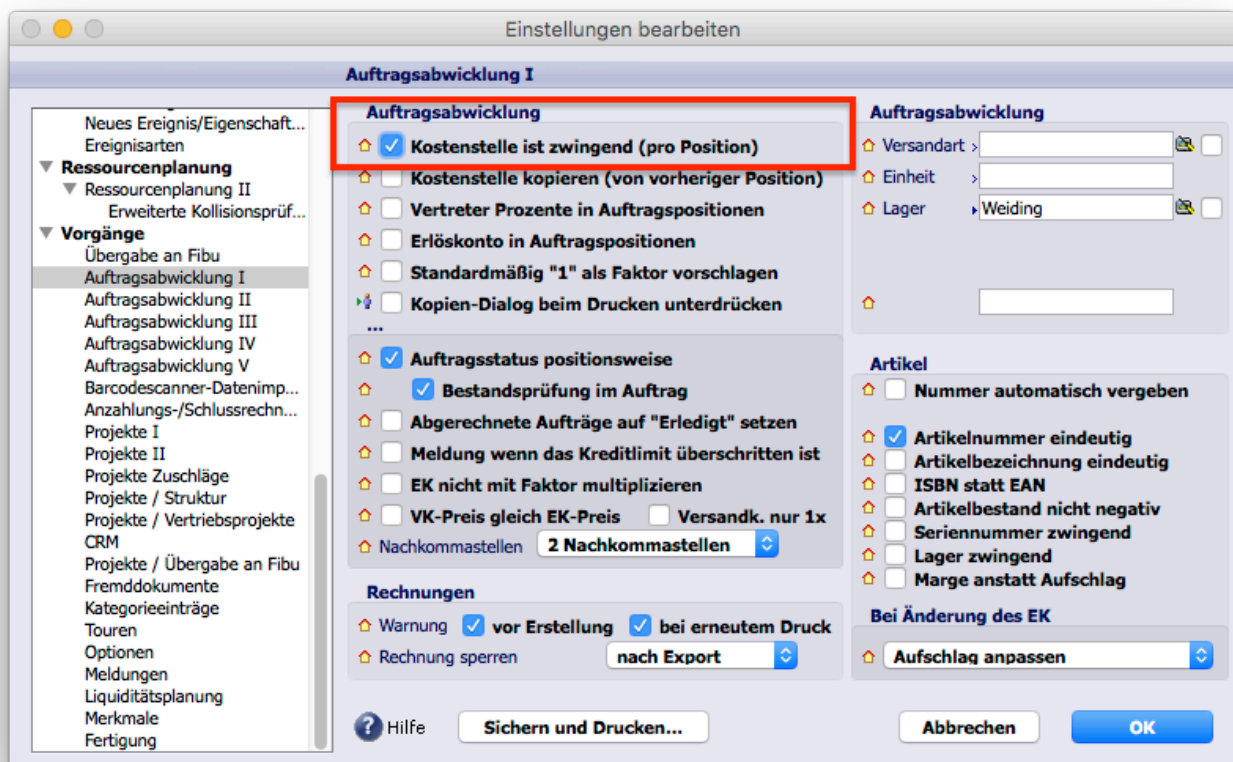 Einstellungen bearbeiten
Auftragsabwicklung I
Neues Ereignis/Eigenschaft...
Ereignisarten
Ressourcenplanung
Ressourcenplanung II
Erweiterte Kollisionsprüf...
Vorgänge
Übergabe an Fibu
Auftragsabwicklung I
Auftragsabwicklung II
Auftragsabwicklung III
Auftragsabwicklung IV
Auftragsabwicklung V
Barcodescanner-Datenimp...
Anzahlungs-/Schlussrechn...
Projekte I
Projekte II
Projekte Zuschläge
Projekte / Struktur
Projekte / Vertriebsprojekte
CRM
Projekte / Übergabe an Fibu
Fremddokumente
Kategorieeinträge
Touren
Optionen
Meldungen
Liquiditätsplanung
Merkmale
Fertigung
Auftragsabwicklung
Kostenstelle ist zwingend (pro Position)
Kostenstelle kopieren (von vorheriger Position)
Vertreter Prozente in Auftragspositionen
Erlöskonto in Auftragspositionen
Standardmäßig "1" als Faktor vorschlagen
Kopien-Dialog beim Drucken unterdrücken
...
Auftragsstatus positionsweise
Bestandsprüfung im Auftrag
Abgerechnete Aufträge auf "Erledigt" setzen
Meldung wenn das Kreditlimit überschritten ist
EK nicht mit Faktor multiplizieren
VK-Preis gleich EK-Preis Versandk. nur 1x
Nachkommastellen 2 Nachkommastellen
Rechnungen
Warnung vor Erstellung bei erneutem Druck
Rechnung sperren nach Export
Auftragsabwicklung
Versandart
Einheit
Lager Weiding
Artikel
Nummer automatisch vergeben
Artikelnummer eindeutig
Artikelbezeichnung eindeutig
ISBN statt EAN
Artikelbestand nicht negativ
Seriennummer zwingend
Lager zwingend
Marge anstatt Aufschlag
Bei Änderung des EK
Aufschlag anpassen
? Hilfe Sichern und Drucken... Abbrechen OK